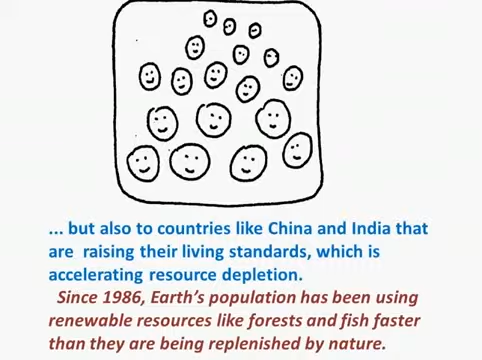 ... but also to countries like China and India that
are raising their living standards, which is
accelerating resource depletion.
Since 1986, Earth's population has been using
renewable resources like forests and fish faster
than they are being replenished by nature.